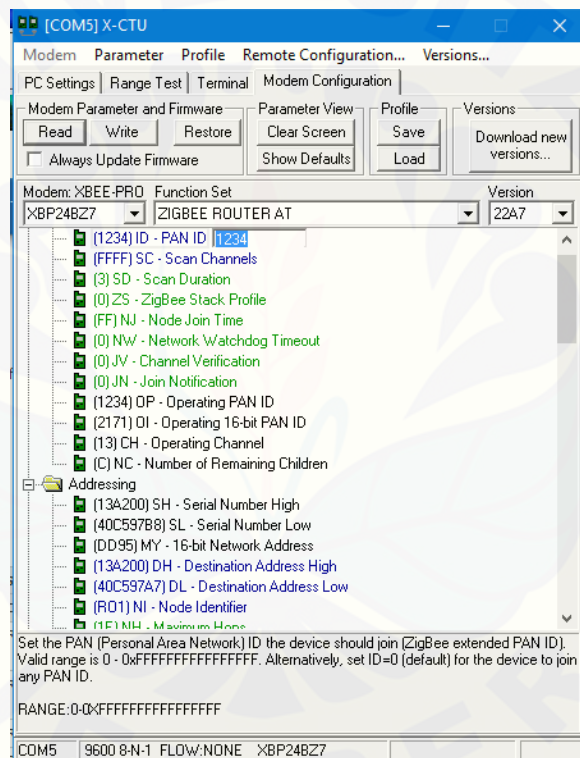 [COM5] X-CTU
Modem Parameter Profile Remote Configuration... Versions...
PC Settings Range Test Terminal Modem Configuration
Modem Parameter and Firmware Parameter View Profile Versions
Read Write Restore Clear Screen Save Download new versions...
Always Update Firmware Show Defaults Load
Modem: XBEE-PRO Function Set Version
XBP24BZ7 ZIGBEE ROUTER AT 22A7
(1234) ID - PAN ID 1234
(FFFF) SC - Scan Channels
(3) SD - Scan Duration
(0) ZS - ZigBee Stack Profile
(FF) NJ - Node Join Time
(0) NW - Network Watchdog Timeout
(0) JV - Channel Verification
(0) JN - Join Notification
(1234) OP - Operating PAN ID
(2171) OI - Operating 16-bit PAN ID
(13) CH - Operating Channel
(C) NC - Number of Remaining Children
Addressing
(13A200) SH - Serial Number High
(40C597B8) SL - Serial Number Low
(DD95) MY - 16-bit Network Address
(13A200) DH - Destination Address High
(40C597A7) DL - Destination Address Low
(RO1) NI - Node Identifier
(1E) NH - Maximum Hops
Set the PAN (Personal Area Network) ID the device should join (ZigBee extended PAN ID).
Valid range is 0 - 0xFFFFFFFFFFFFFFFF. Alternatively, set ID=0 (default) for the device to join
any PAN ID.
RANGE:0-0XFFFFFFFFFFFFFFFF
COM5 9600 8-N-1 FLOW:NONE XBP24BZ7